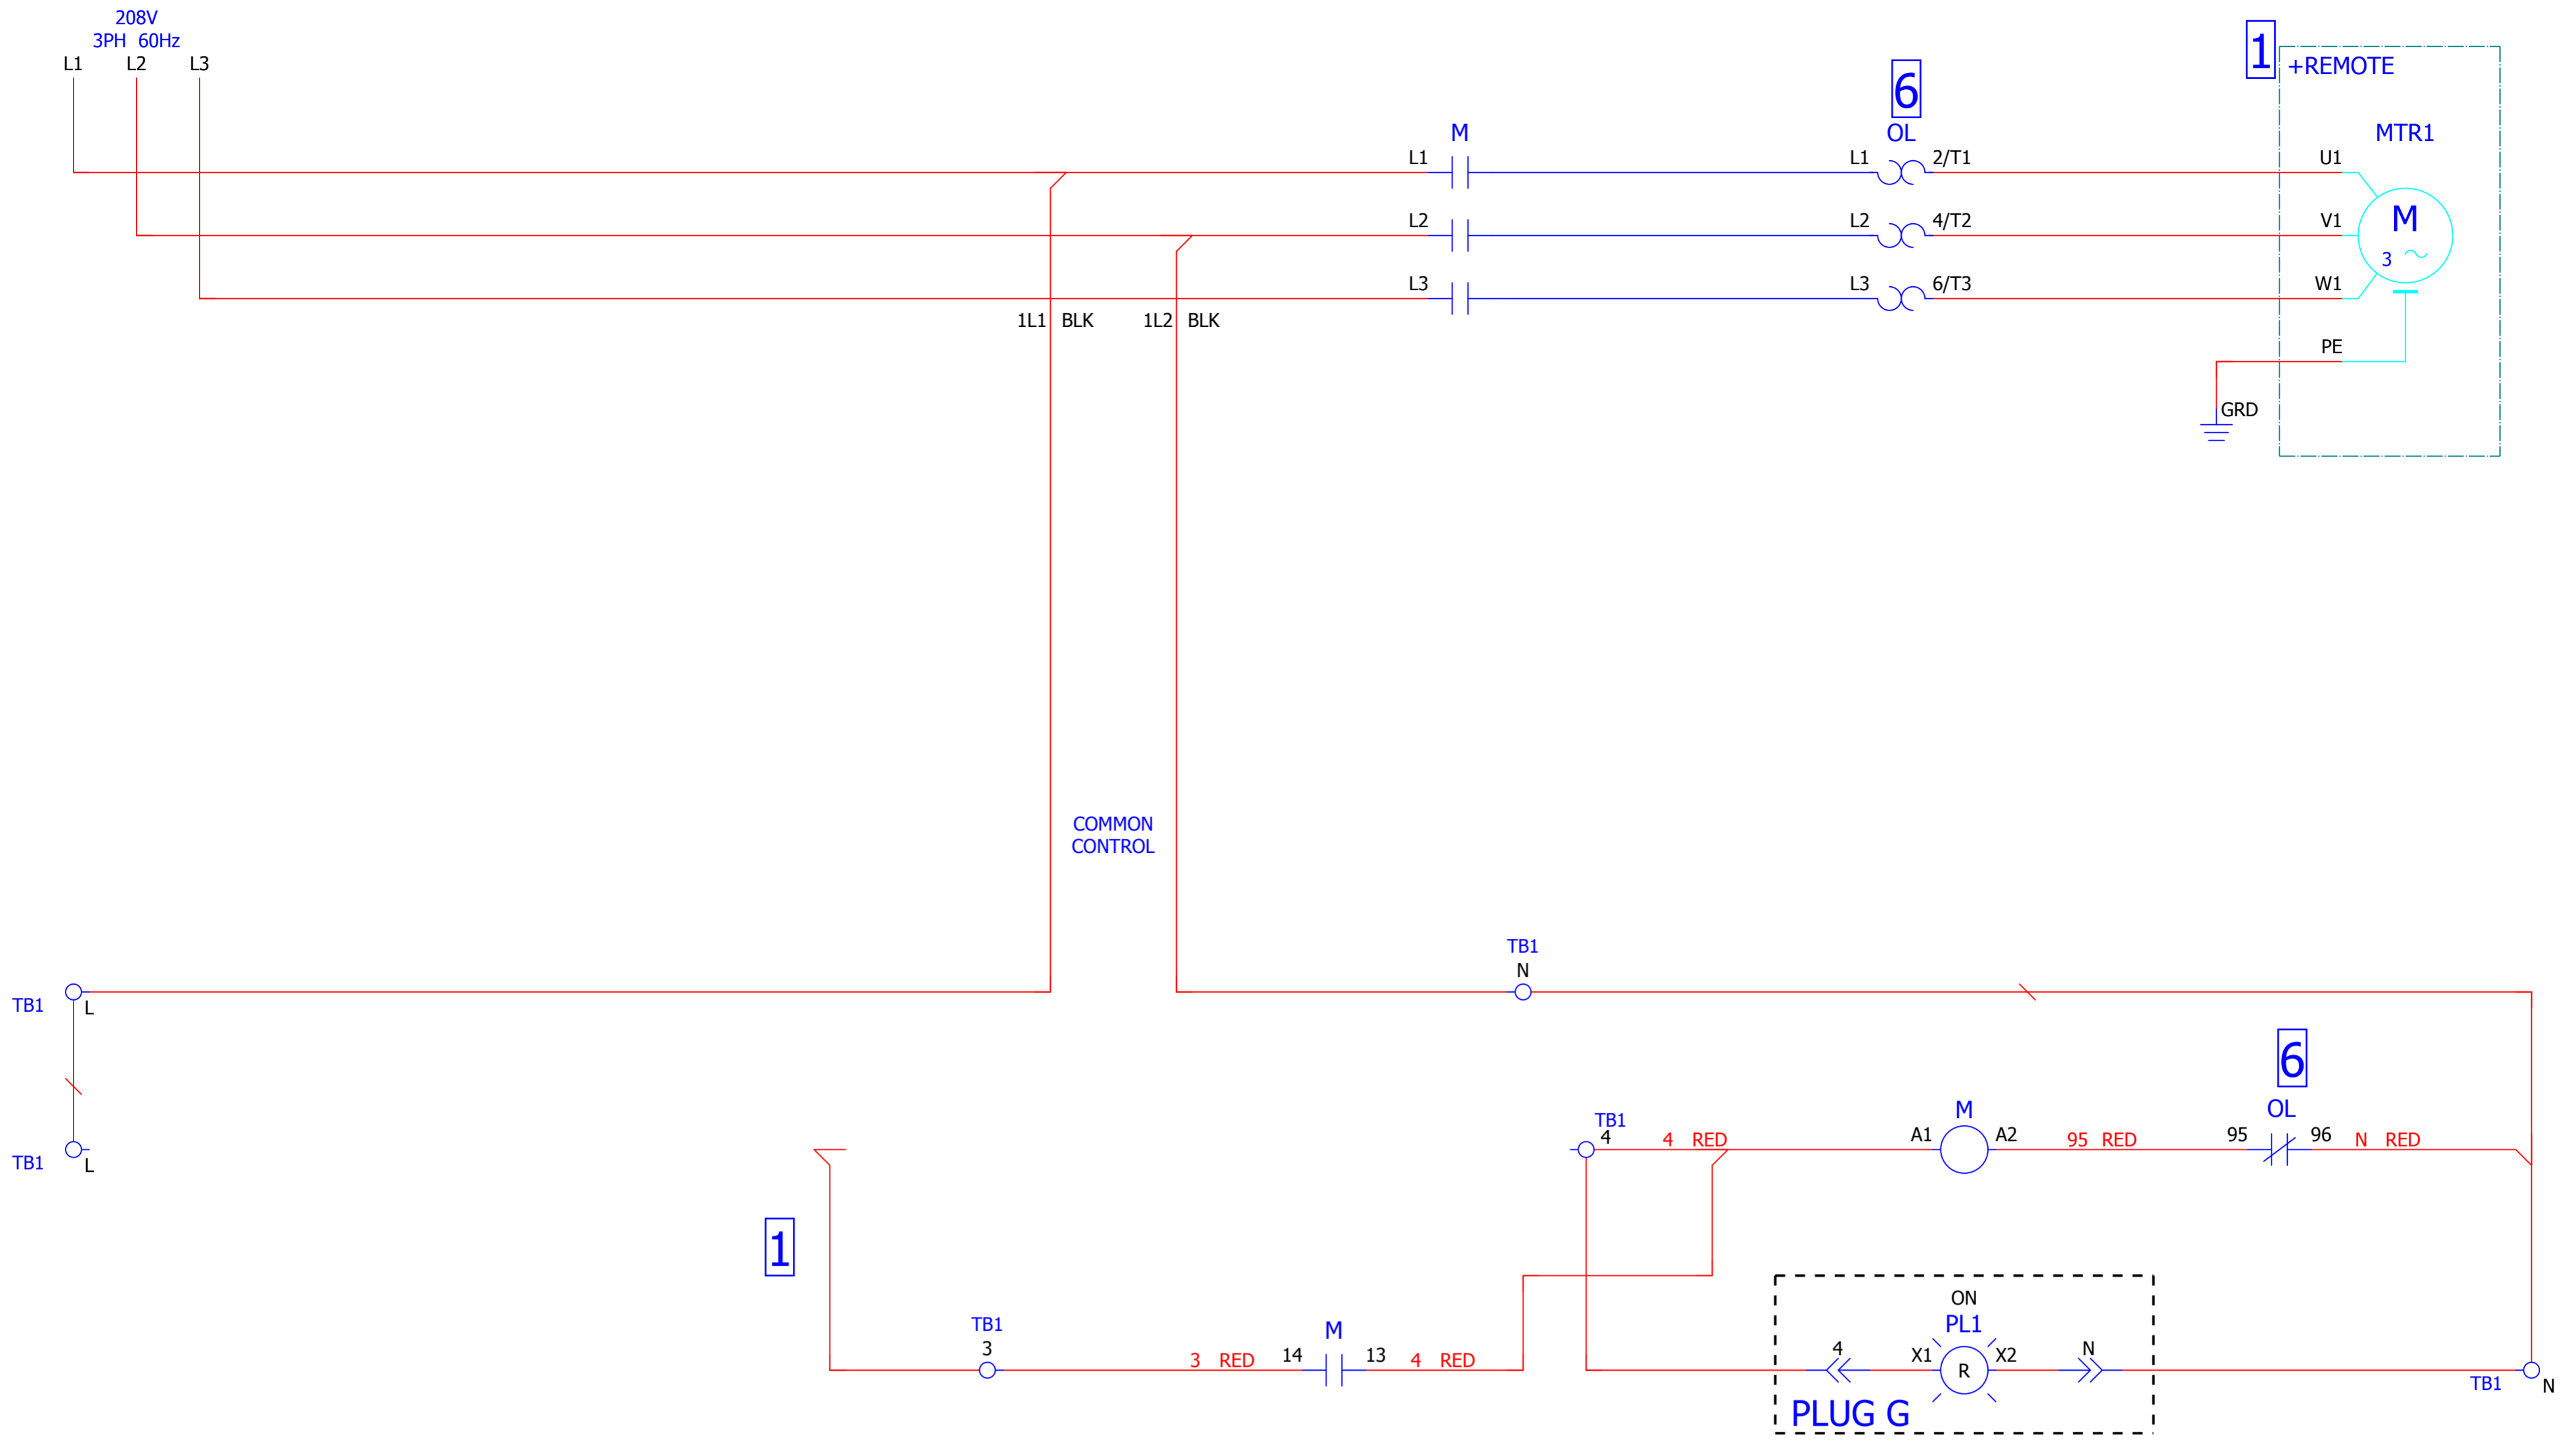 208V
3PH 60Hz
L1 L2 L3
1
+REMOTE
6
M
OL
MTR1
L1
L1
2/T1
U1
L2
L2
4/T2
V1
M
3
L3
L3
6/T3
W1
1L1 BLK
1L2 BLK
PE
GRD
COMMON
CONTROL
TB1
N
TB1
L
6
TB1
4
4 RED
M
A1
A2
95 RED
OL
95
96
N RED
TB1
L
1
TB1
3
3 RED
M
14
13
4 RED
ON
PL1
4
X1
R
X2
N
PLUG G
TB1
N